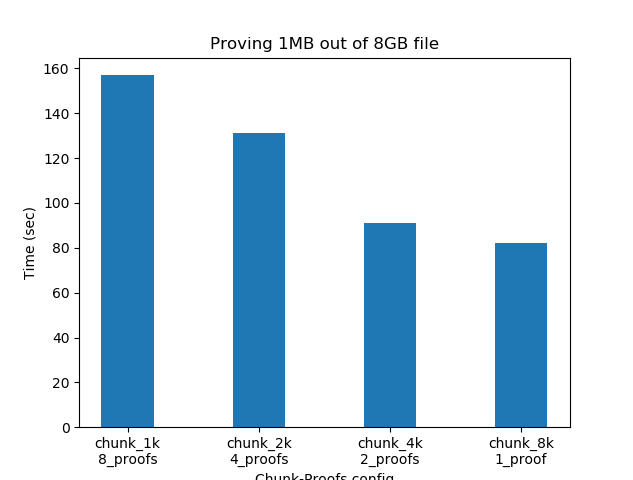 Proving 1MB out of 8GB file
160
140
120
100
80
60
40
20
0
Time (sec)
chunk_1k
8_proofs
chunk_2k
4_proofs
chunk_4k
2_proofs
chunk_8k
1_proof
Chunk-Proofs config